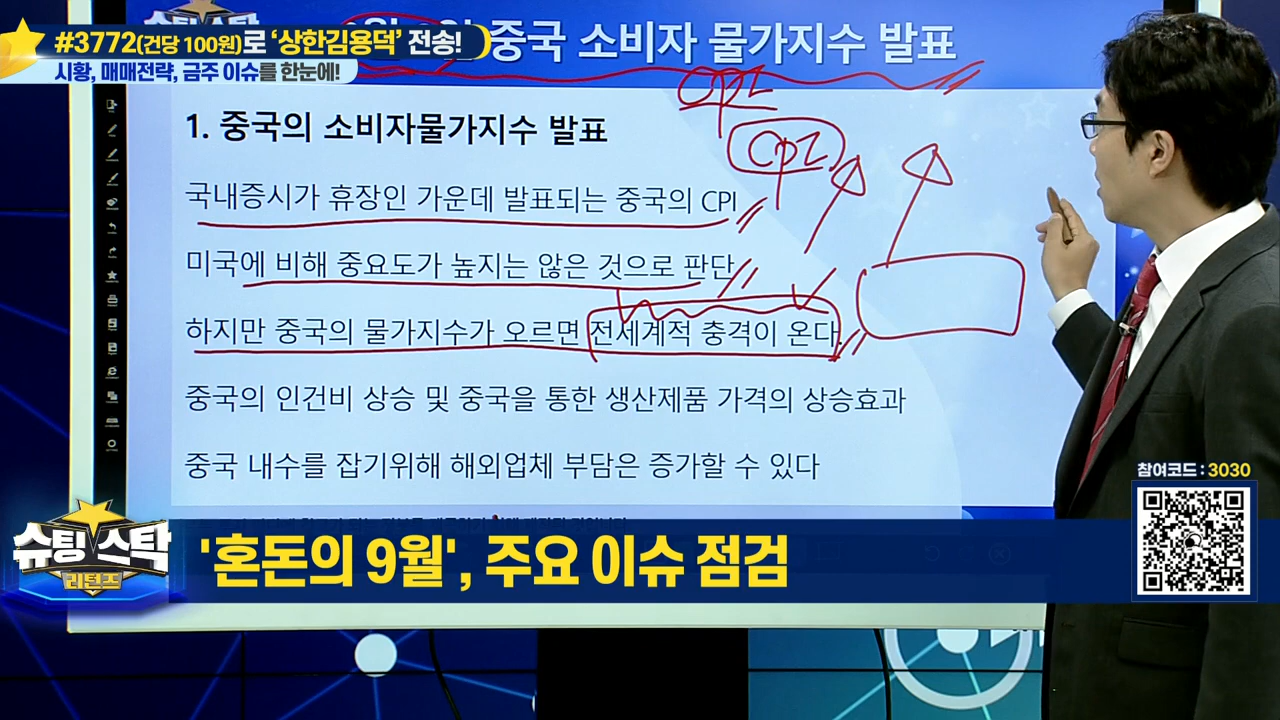 #3772(건당 100원)로 '상한김용덕' 전송!
시황, 매매전략, 금주 이슈를 한눈에!
중국 소비자 물가지수 발표
CPI
CPI
1. 중국의 소비자물가지수 발표
국내증시가 휴장인 가운데 발표되는 중국의 CPI
미국에 비해 중요도가 높지는 않은 것으로 판단
하지만 중국의 물가지수가 오르면 전세계적 충격이 온다.
중국의 인건비 상승 및 중국을 통한 생산제품 가격의 상승효과
중국 내수를 잡기위해 해외업체 부담은 증가할 수 있다
참여코드 : 3030
슈팅스탁
리턴즈
'혼돈의 9월', 주요 이슈 점검